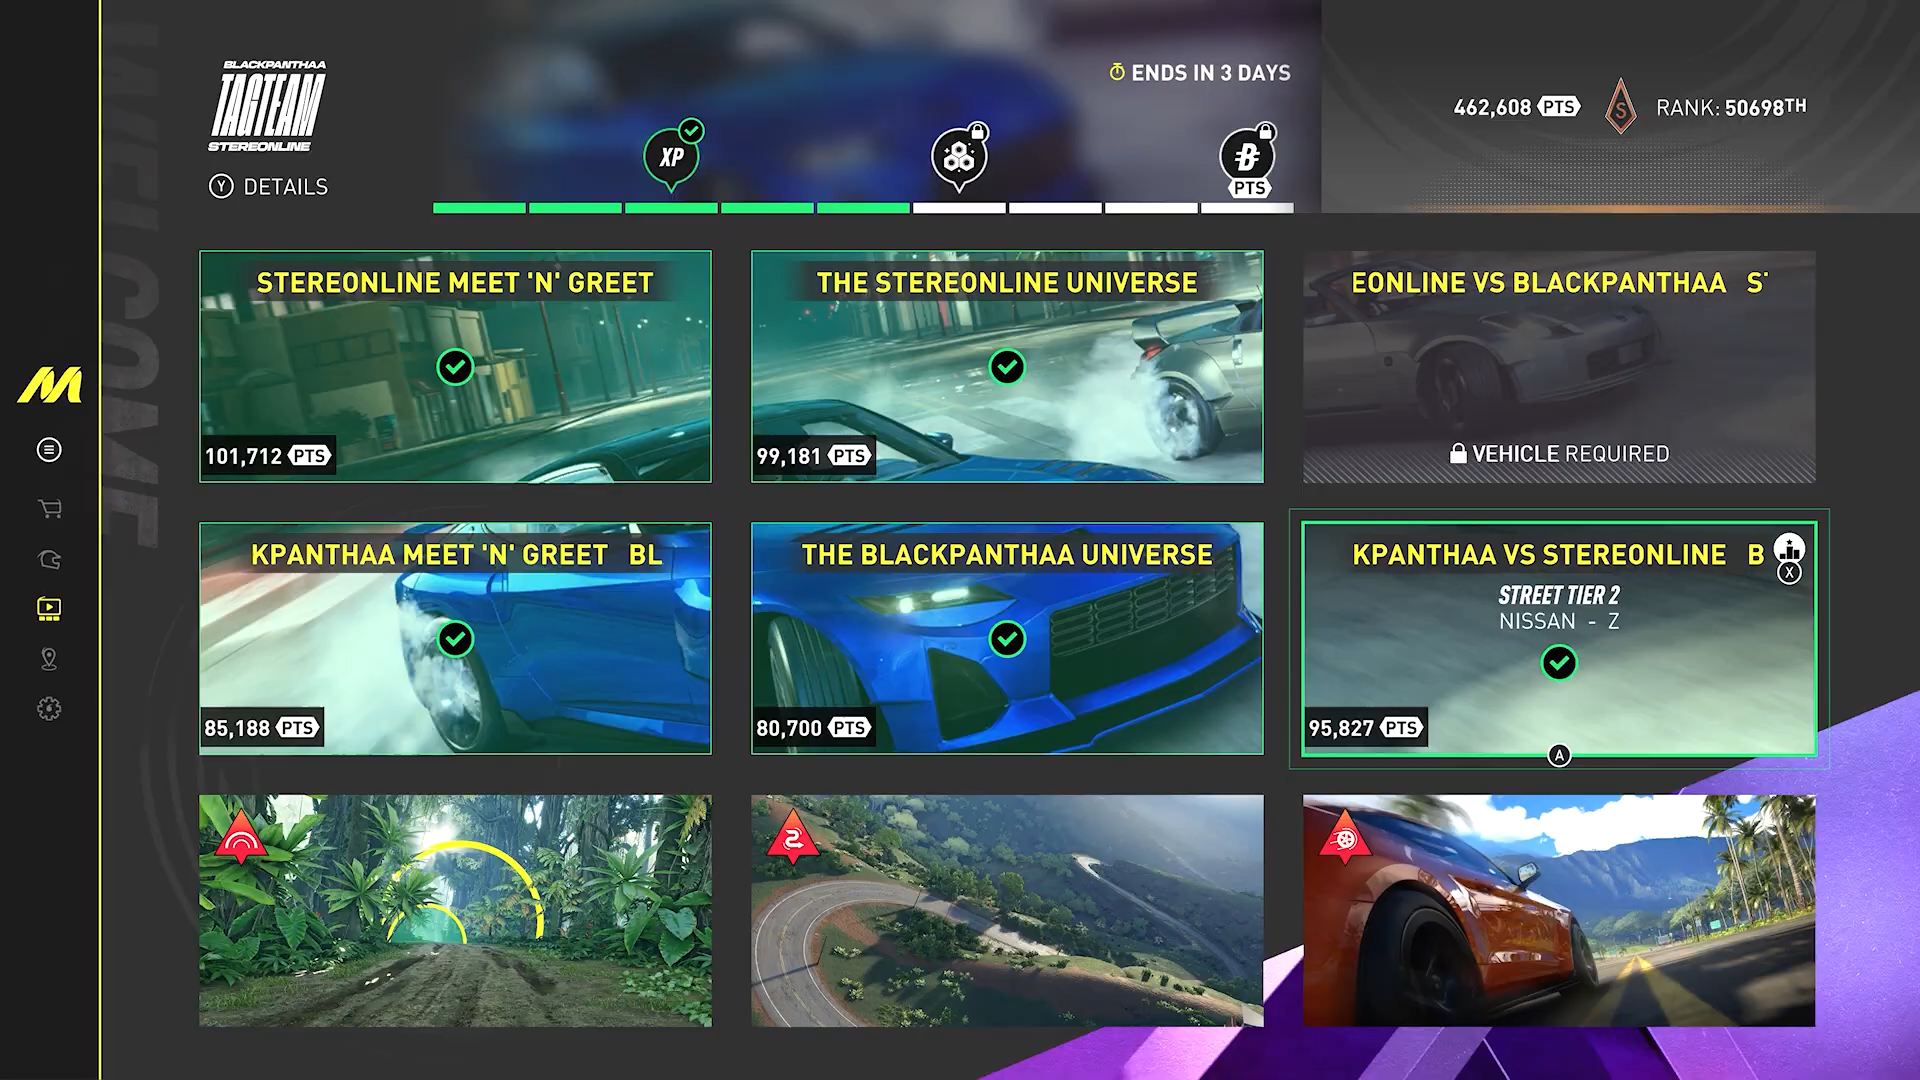 BLACKPANTHAA
TAGTEAM
STEREONLINE
Y DETAILS
XP
PTS
ENDS IN 3 DAYS
462,608 PTS
S
RANK: 50698TH
WELCOME
STEREONLINE MEET 'N' GREET
101,712 PTS
THE STEREONLINE UNIVERSE
99,181 PTS
EONLINE VS BLACKPANTHAA S'
VEHICLE REQUIRED
KPANTHAA MEET 'N' GREET BL
85,188 PTS
THE BLACKPANTHAA UNIVERSE
80,700 PTS
KPANTHAA VS STEREONLINE B
X
STREET TIER 2
NISSAN - Z
95,827 PTS
A